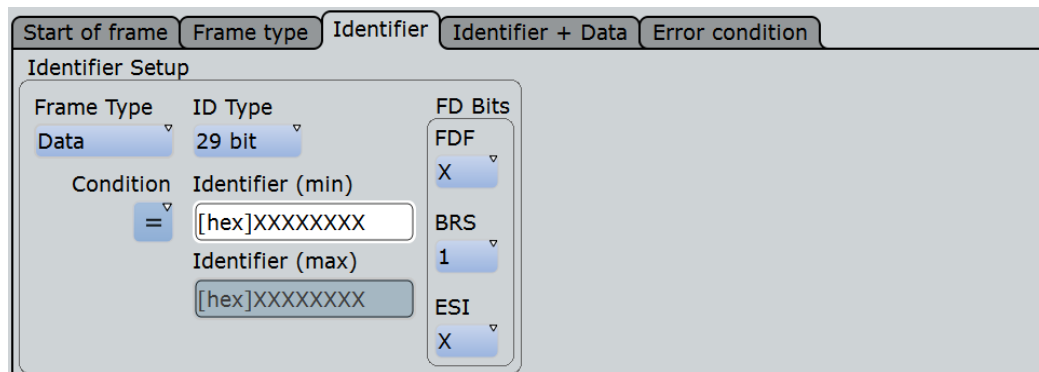 Start of frame Frame type Identifier Identifier + Data Error condition
Identifier Setup
Frame Type ID Type FD Bits
Data 29 bit FDF
X
Condition Identifier (min)
= [hex]XXXXXXXX BRS
Identifier (max) 1
[hex]XXXXXXXX ESI
X